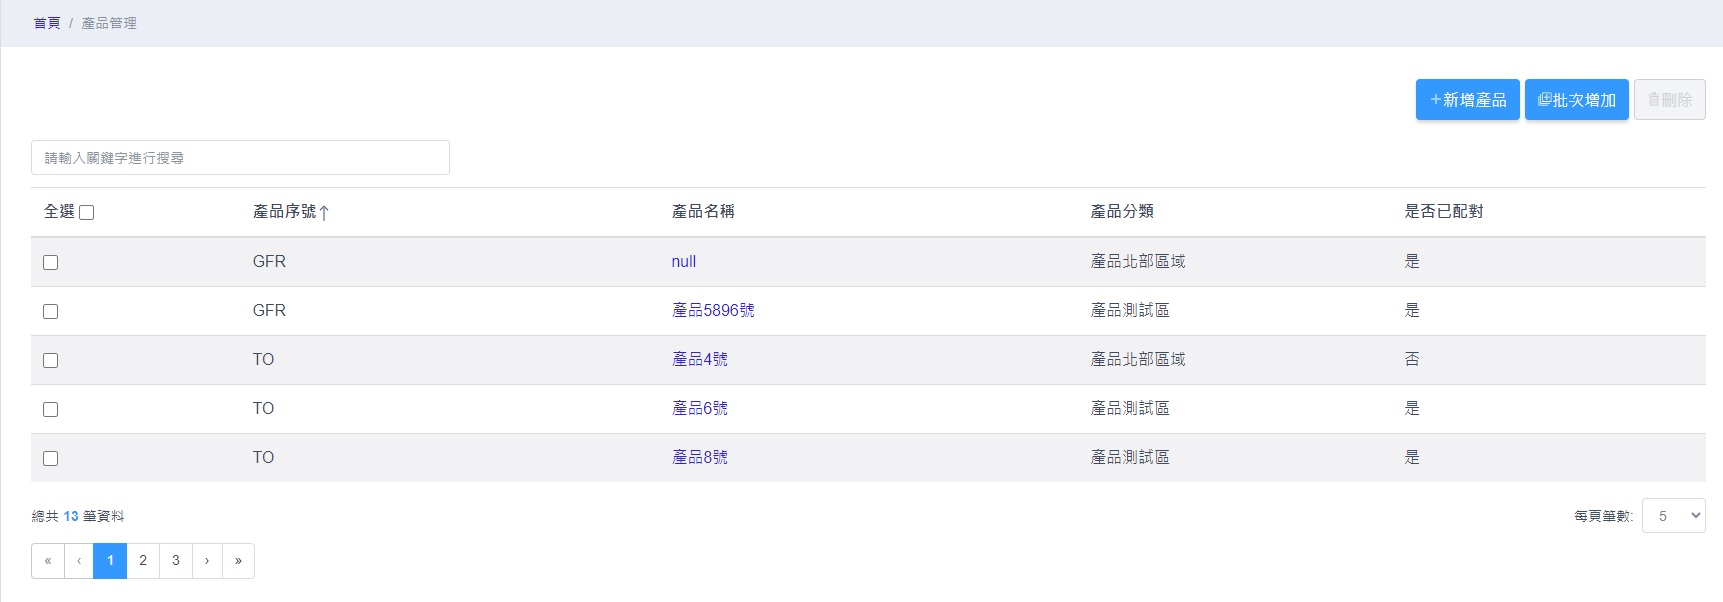 首頁 / 產品管理
+新增產品 批次增加 刪除
請輸入關鍵字進行搜尋
全選 產品序號↑ 產品名稱 產品分類 是否已配對
GFR null 產品北部區域 是
GFR 產品5896號 產品測試區 是
TO 產品4號 產品北部區域 否
TO 產品6號 產品測試區 是
TO 產品8號 產品測試區 是
總共 13 筆資料 每頁筆數: 5
« ‹ 1 2 3 › »